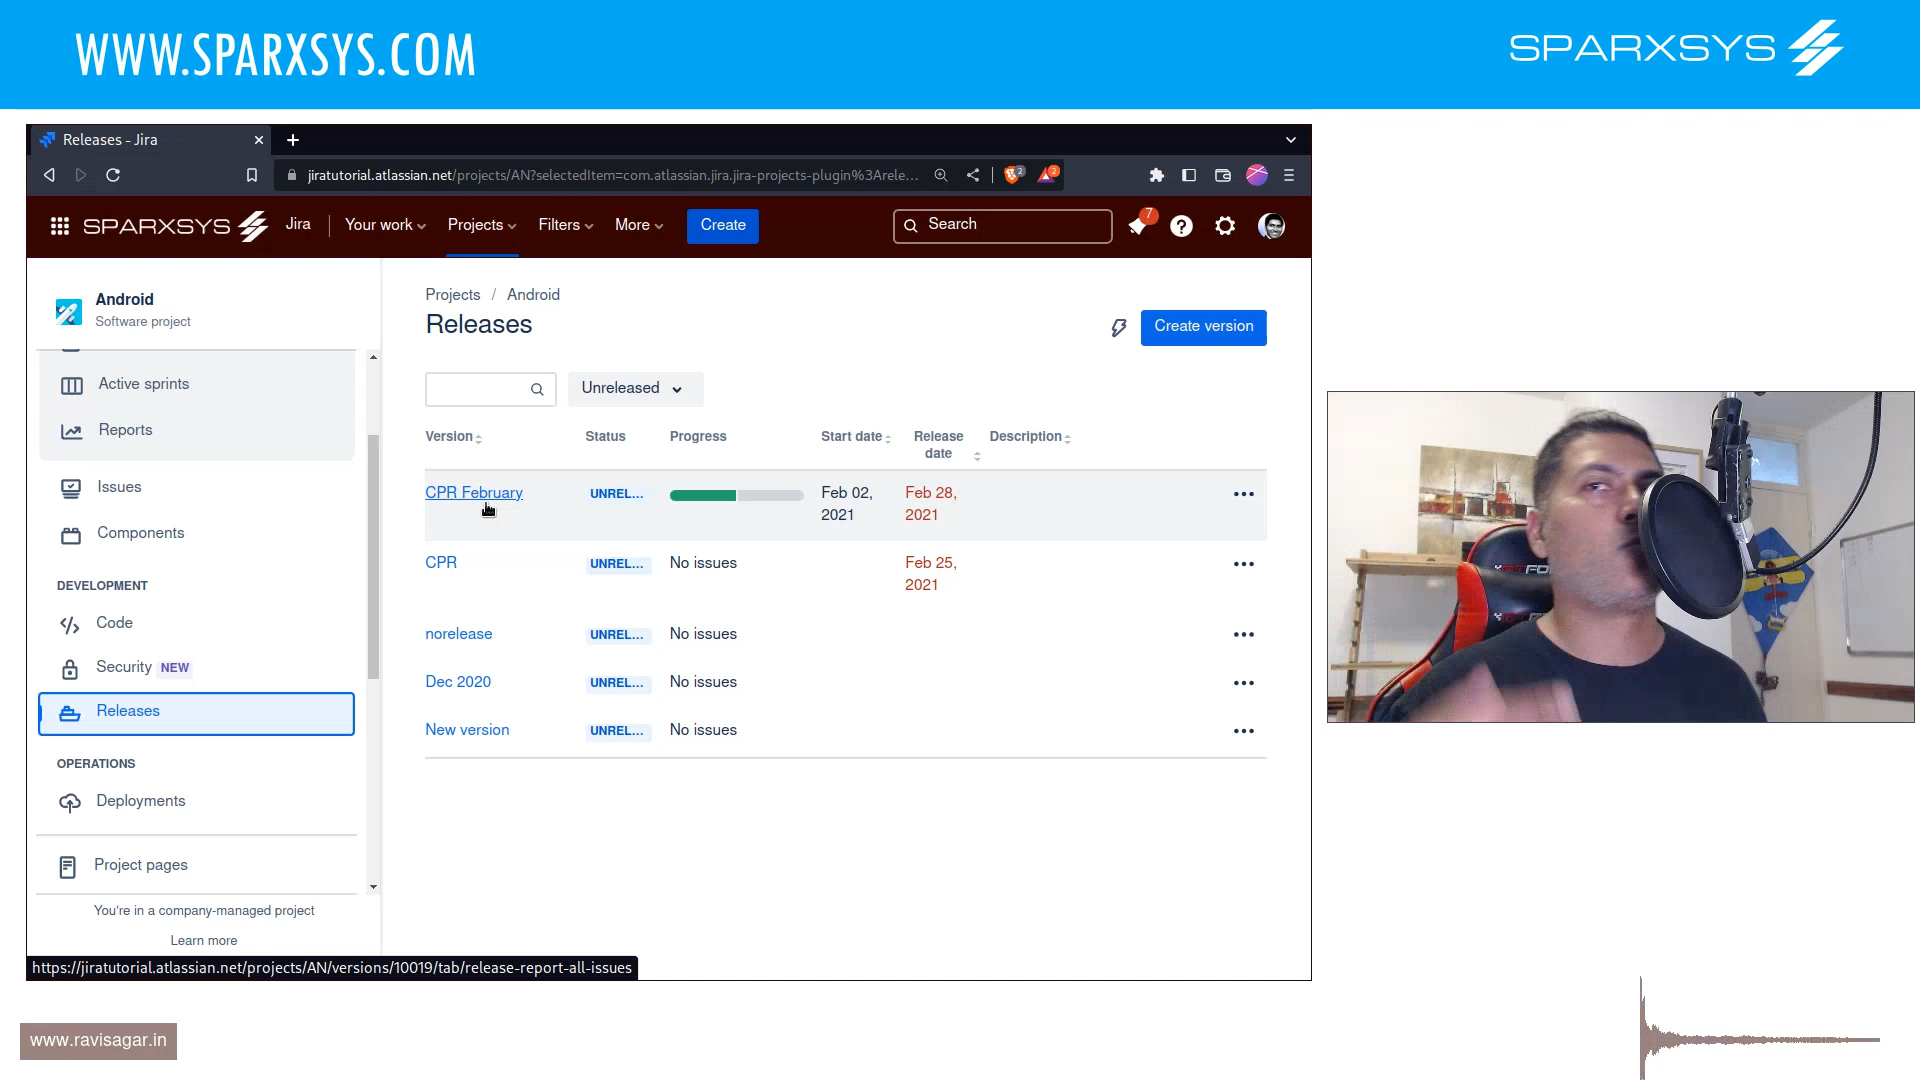 WWW.SPARXSYS.COM
SPARXSYS
Releases - Jira
jiratutorial.atlassian.net/projects/AN?selectedItem=com.atlassian.jira.jira-projects-plugin%3Arele...
2
2
SPARXSYS
Jira
Your work
Projects
Filters
More
Create
Search
7
Android
Software project
Active sprints
Reports
Issues
Components
DEVELOPMENT
Code
Security NEW
Releases
OPERATIONS
Deployments
Project pages
You're in a company-managed project
Learn more
Projects / Android
Releases
Create version
Unreleased
Version Status Progress Start date Release date Description
CPR February UNREL... Feb 02, 2021 Feb 28, 2021
CPR UNREL... No issues Feb 25, 2021
norelease UNREL... No issues
Dec 2020 UNREL... No issues
New version UNREL... No issues
https://jiratutorial.atlassian.net/projects/AN/versions/10019/tab/release-report-all-issues
www.ravisagar.in